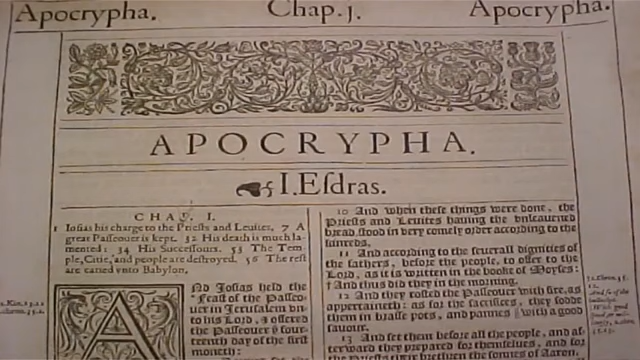 Apocrypha. Chap.j. Apocrypha.
APOCRYPHA.
I.Esdras.
CHAP. I.
1 Iosias his charge to the Priests and Leuites, 7 A
great Passeouer is kept. 32 His death is much la-
mented: 34 His Successours. 53 The Tem-
ple, Citie, and people are destroyed. 56 The rest
are caried vnto Babylon.
And Josias held the
Feast of the Passeo-
uer in Jerusalem vn-
to his Lord, & offered
the Passeouer ye four-
teenth day of the first
moneth:
10 And when these things were done, the
Priests and Leuites hauing the vnleauened
bread, stood in very comely order according to the
kinreds,
11 And according to the seuerall dignities of
the fathers, before the people, to offer to the
Lord, as it is written in the booke of Moyses:
† And thus did they in the morning.
12 And they rosted the Passeouer with fire, as
appertaineth: as for the sacrifices, they sodde
them in brasse pots, and pannes with a good
sauour.
13 And set them before all the people, and af-
terward they prepared for themselues, and for
the Priests their brethren the sonnes of Aaron.